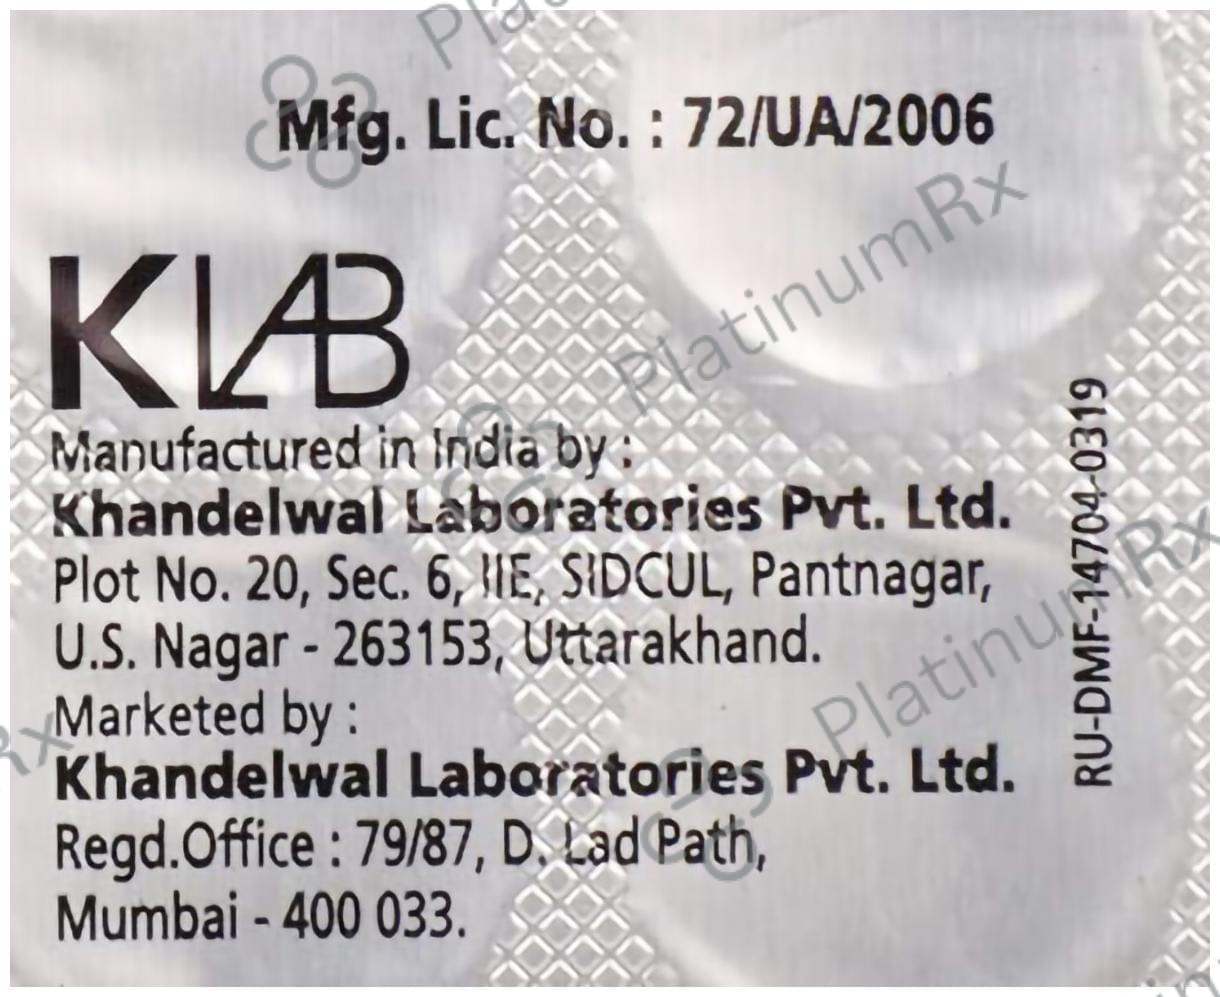 Mfg. Lic. No. : 72/UA/2006
KLAB
Manufactured in India by :
Khandelwal Laboratories Pvt. Ltd.
Plot No. 20, Sec. 6, IIE, SIDCUL, Pantnagar,
U.S. Nagar - 263153, Uttarakhand.
Marketed by :
Khandelwal Laboratories Pvt. Ltd.
Regd.Office : 79/87, D. Lad Path,
Mumbai - 400 033.
RU-DMF-14704-0319
PlatinumRx
PlatinumRx